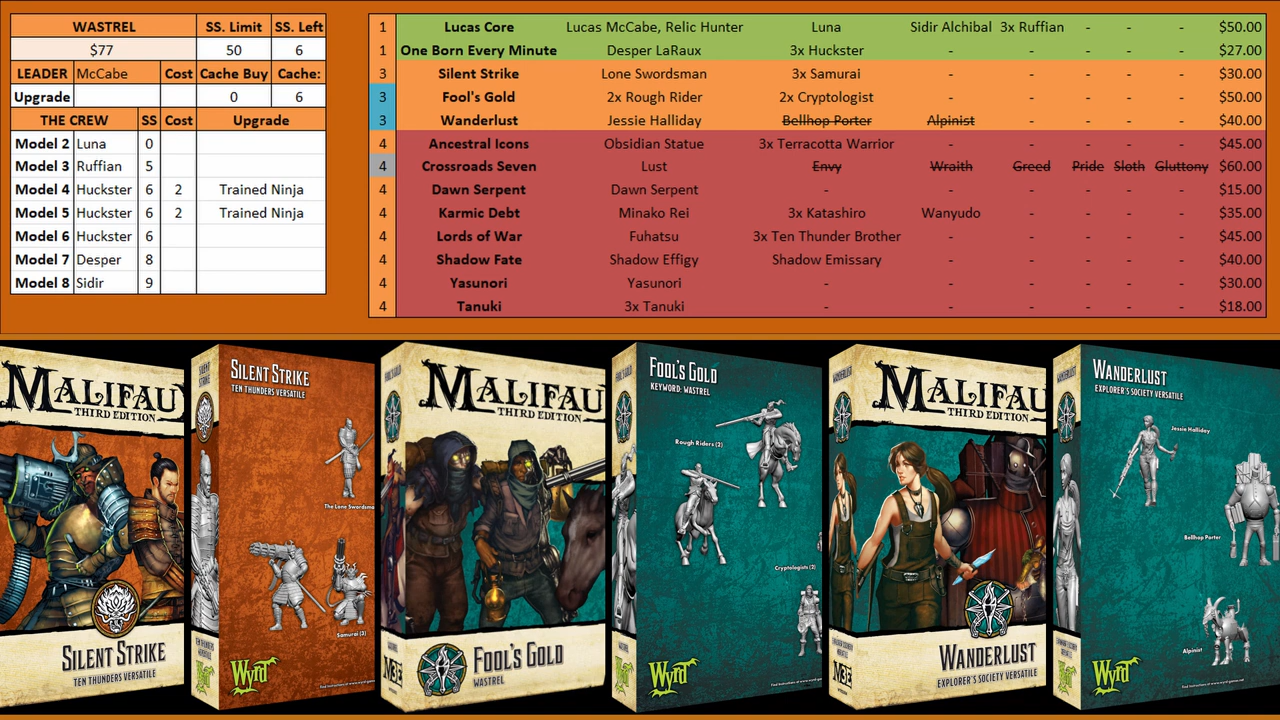 WASTREL SS. Limit SS. Left
$77 50 6
LEADER McCabe Cost Cache Buy Cache:
Upgrade 0 6
THE CREW SS Cost Upgrade
Model 2 Luna 0
Model 3 Ruffian 5
Model 4 Huckster 6 2 Trained Ninja
Model 5 Huckster 6 2 Trained Ninja
Model 6 Huckster 6
Model 7 Desper 8
Model 8 Sidir 9
1 Lucas Core Lucas McCabe, Relic Hunter Luna Sidir Alchibal 3x Ruffian - - $50.00
1 One Born Every Minute Desper LaRaux 3x Huckster - - - - - $27.00
3 Silent Strike Lone Swordsman 3x Samurai - - - - - $30.00
3 Fool's Gold 2x Rough Rider 2x Cryptologist - - - - - $50.00
3 Wanderlust Jessie Halliday Bellhop Porter Alpinist - - - - $40.00
4 Ancestral Icons Obsidian Statue 3x Terracotta Warrior - - - - - $45.00
4 Crossroads Seven Lust Envy Wraith Greed Pride Sloth Gluttony $60.00
4 Dawn Serpent Dawn Serpent - - - - - - $15.00
4 Karmic Debt Minako Rei 3x Katashiro Wanyudo - - - - $35.00
4 Lords of War Fuhatsu 3x Ten Thunder Brother - - - - - $45.00
4 Shadow Fate Shadow Effigy Shadow Emissary - - - - - $40.00
4 Yasunori Yasunori - - - - - - $30.00
4 Tanuki 3x Tanuki - - - - - - $18.00
MALIFAU
THIRD EDITION
SILENT STRIKE
TEN THUNDERS VERSATILE
SILENT STRIKE
SILENT STRIKE
TEN THUNDERS VERSATILE
The Lone Swordsma
Samurai (3)
Wyrd
MALIFAU
THIRD EDITION
M3E
FOOL'S GOLD
WASTREL
FOOL'S GOLD
KEYWORD: WASTREL
Rough Riders (2)
Cryptologists (2)
Wyrd
WANDERLUST
MALIFAU
THIRD EDITION
M3E
WANDERLUST
EXPLORER'S SOCIETY VERSATILE
WANDERLUST
WANDERLUST
EXPLORER'S SOCIETY VERSATILE
Jessie Halliday
Bellhop Porter
Alpinist
Wyrd